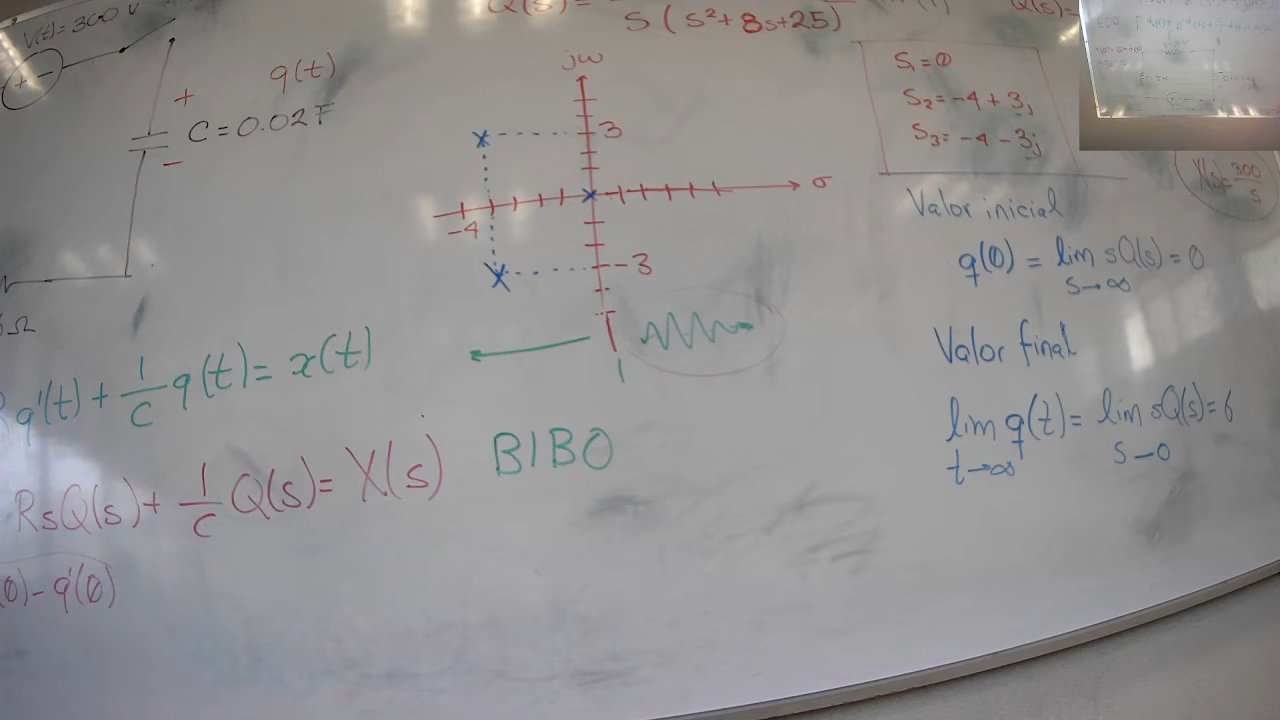 V(t)=300 V
+ -
+
-
q(t)
C=0.02F
Ω
q'(t) + 1/C q(t) = x(t)
RsQ(s) + 1/C Q(s) = X(s)
(0) - q'(0)
Q(s) =
s(s²+8s+25)
jω
3
σ
-4
-3
BIBO
Q(s)=
S₁=0
S₂=-4+3j
S₃=-4-3j
X(s)=300/s
Valor inicial
q(0) = lim sQ(s)=0
s→∞
Valor final
lim q(t) = lim sQ(s)=6
t→∞ s→0